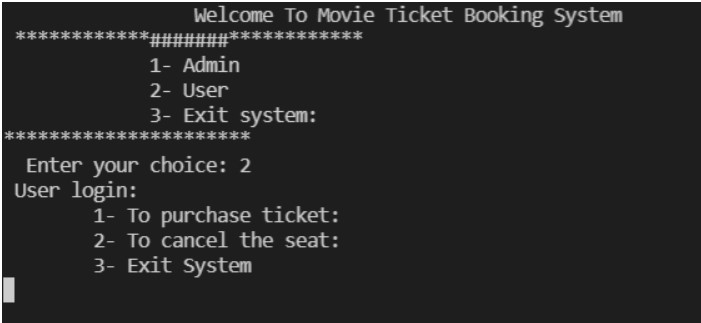 Welcome To Movie Ticket Booking System
************#######************
1- Admin
2- User
3- Exit system:
**********************
Enter your choice: 2
User login:
1- To purchase ticket:
2- To cancel the seat:
3- Exit System